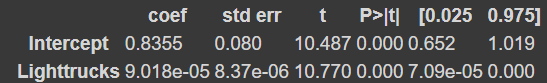 coef std err t P>|t| [0.025 0.975]
Intercept 0.8355 0.080 10.487 0.000 0.652 1.019
Lighttrucks 9.018e-05 8.37e-06 10.770 0.000 7.09e-05 0.000